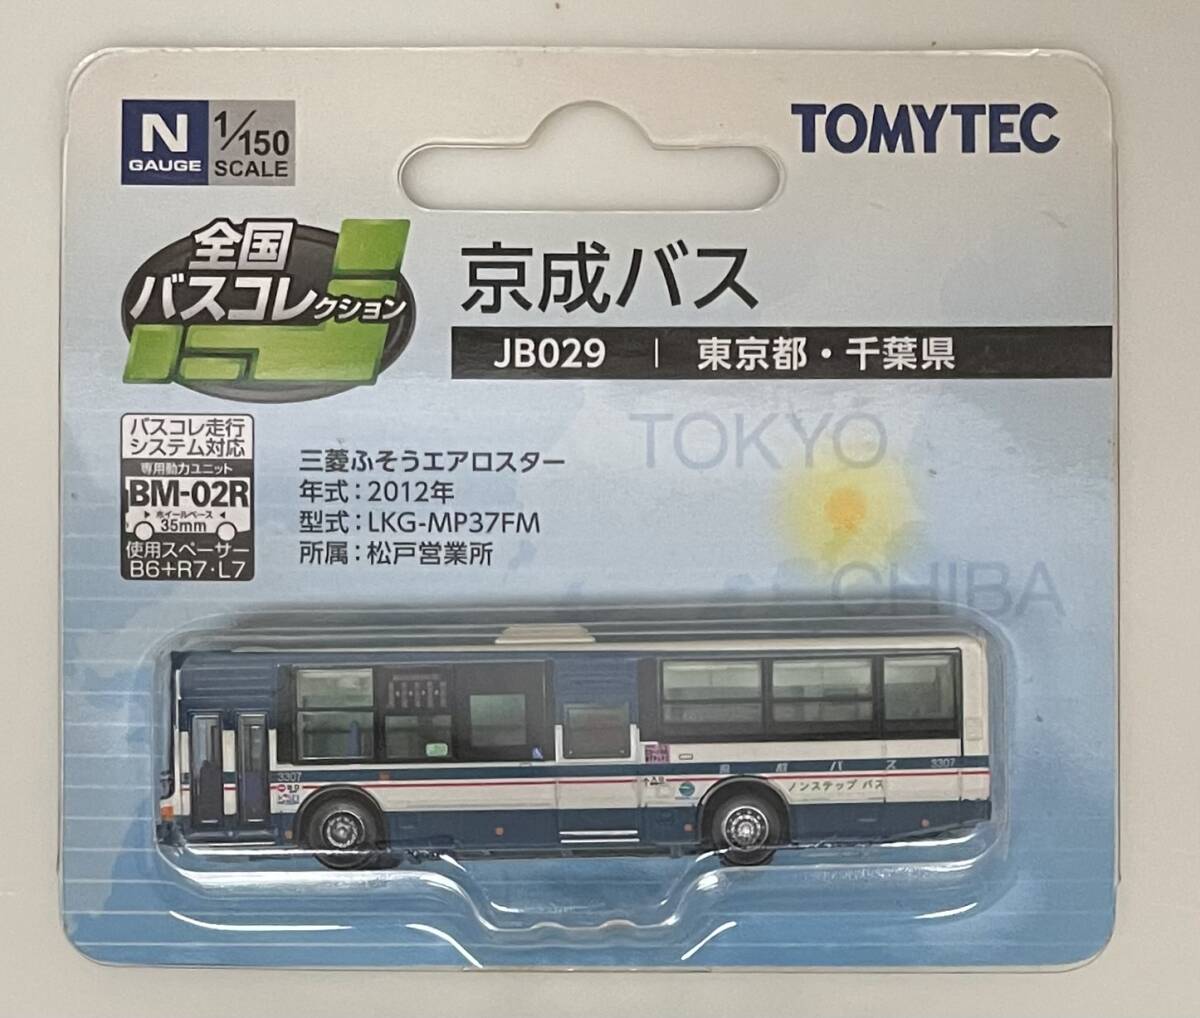 N
GAUGE
1/150
SCALE
TOMYTEC
全国
バスコレクション
京成バス
JB029 | 東京都・千葉県
バスコレ走行
システム対応
専用動力ユニット
BM-02R
ホイールベース
35mm
使用スペーサー
B6+R7・L7
三菱ふそうエアロスター
年式：2012年
型式：LKG-MP37FM
所属：松戸営業所
TOKYO
CHIBA
3307
京成バス
3307
ノンステップバス